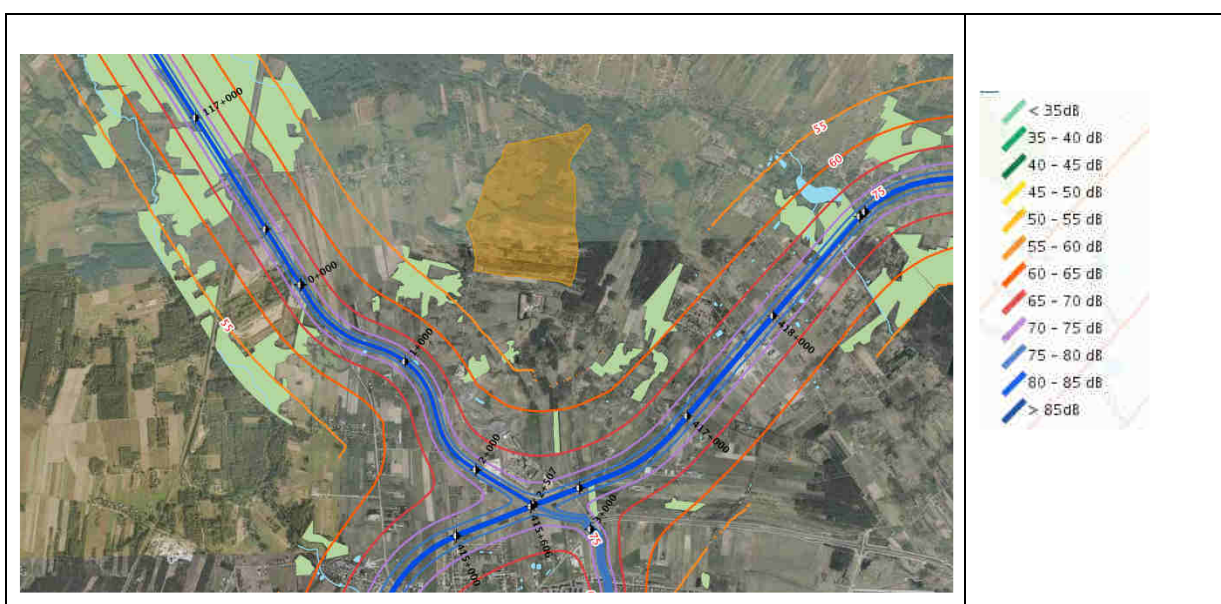 117+000
55
60
75
0+000
55
1+000
418+000
417+000
2+000
2+507
415+606
415+000
75
< 35dB
35 - 40 dB
40 - 45 dB
45 - 50 dB
50 - 55 dB
55 - 60 dB
60 - 65 dB
65 - 70 dB
70 - 75 dB
75 - 80 dB
80 - 85 dB
> 85dB